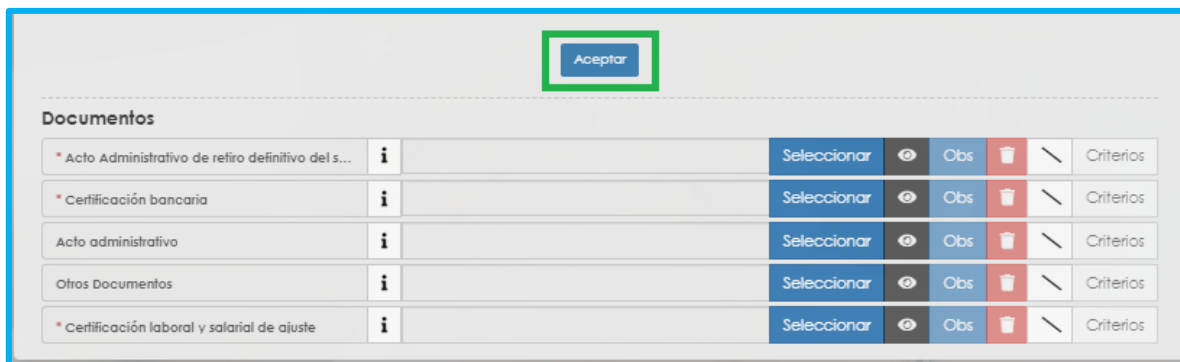 Aceptar
Documentos
* Acto Administrativo de retiro definitivo del s... i Seleccionar Obs Criterios
* Certificación bancaria i Seleccionar Obs Criterios
Acto administrativo i Seleccionar Obs Criterios
Otros Documentos i Seleccionar Obs Criterios
* Certificación laboral y salarial de ajuste i Seleccionar Obs Criterios